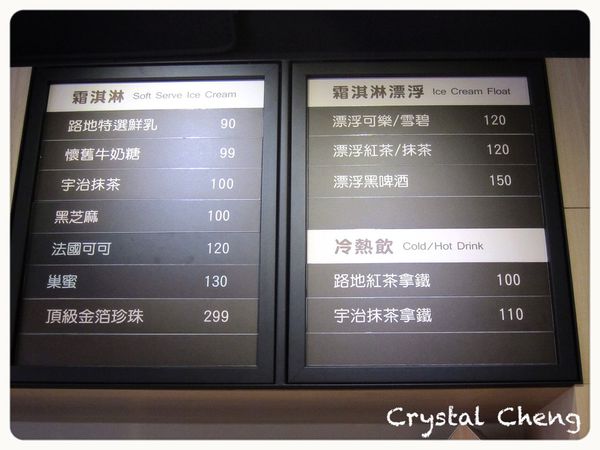 霜淇淋 Soft Serve Ice Cream
路地特選鮮乳 90
懷舊牛奶糖 99
宇治抹茶 100
黑芝麻 100
法國可可 120
巢蜜 130
頂級金箔珍珠 299
霜淇淋漂浮 Ice Cream Float
漂浮可樂/雪碧 120
漂浮紅茶/抹茶 120
漂浮黑啤酒 150
冷熱飲 Cold/Hot Drink
路地紅茶拿鐵 100
宇治抹茶拿鐵 110
Crystal Cheng